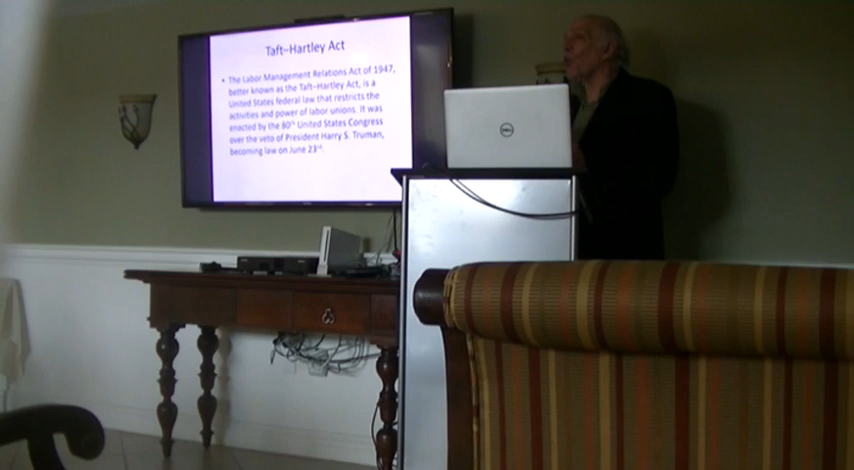 Taft–Hartley Act
• The Labor Management Relations Act of 1947,
better known as the Taft–Hartley Act, is a
United States federal law that restricts the
activities and power of labor unions. It was
enacted by the 80th United States Congress
over the veto of President Harry S. Truman,
becoming law on June 23rd.
DELL